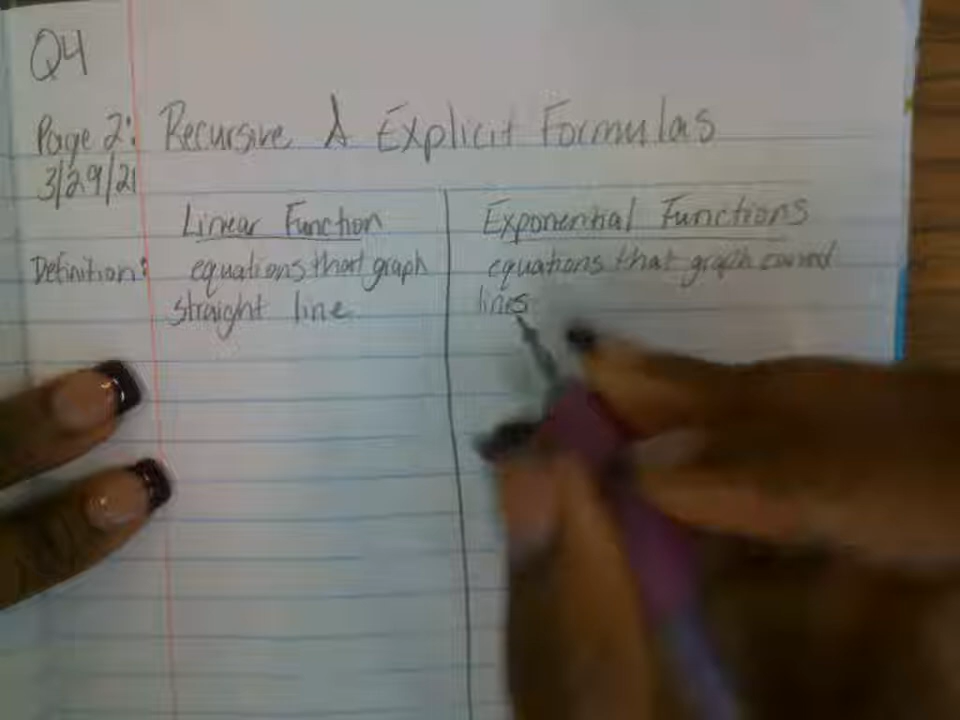 Q4
Page 2: Recursive & Explicit Formulas
3/29/21
Linear Function
Exponential Functions
Definition: equations that graph
straight line
equations that graph curved
lines